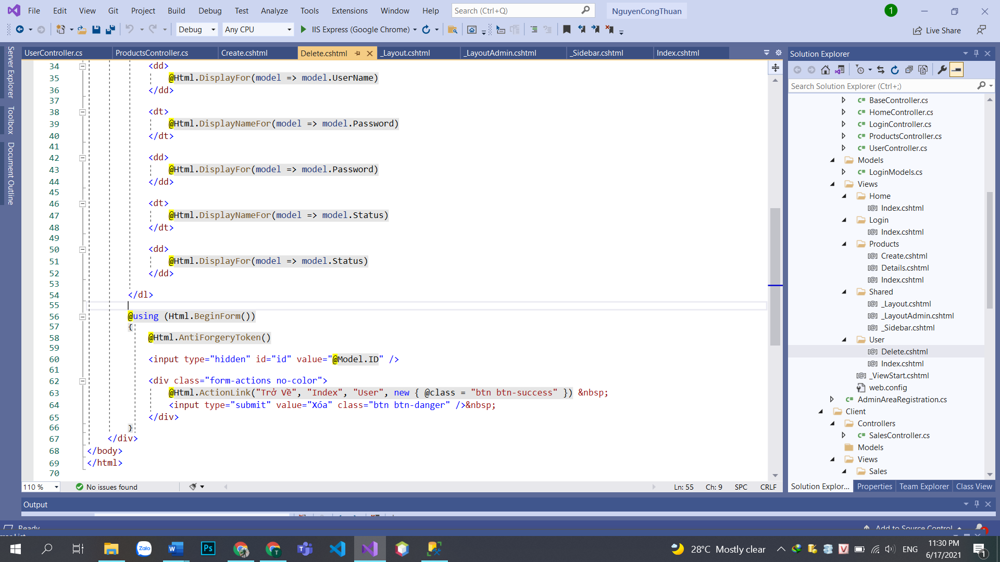 File Edit View Git Project Build Debug Test Analyze Tools Extensions Window Help Search (Ctrl+Q) NguyenCongThuan 1
Debug Any CPU IIS Express (Google Chrome) Live Share
Server Explorer
Toolbox
Document Outline
UserController.cs ProductsController.cs Create.cshtml Delete.cshtml _Layout.cshtml _LayoutAdmin.cshtml _Sidebar.cshtml Index.cshtml
34 <dd>
35 @Html.DisplayFor(model => model.UserName)
36 </dd>
37
38 <dt>
39 @Html.DisplayNameFor(model => model.Password)
40 </dt>
41
42 <dd>
43 @Html.DisplayFor(model => model.Password)
44 </dd>
45
46 <dt>
47 @Html.DisplayNameFor(model => model.Status)
48 </dt>
49
50 <dd>
51 @Html.DisplayFor(model => model.Status)
52 </dd>
53
54 </dl>
55
56 @using (Html.BeginForm())
57 {
58 @Html.AntiForgeryToken()
59
60 <input type="hidden" id="id" value="@Model.ID" />
61
62 <div class="form-actions no-color">
63 @Html.ActionLink("Trở Về", "Index", "User", new { @class = "btn btn-success" }) &nbsp;
64 <input type="submit" value="Xóa" class="btn btn-danger" />&nbsp;
65 </div>
66 }
67 </div>
68 </body>
69 </html>
70
110 % No issues found Ln: 55 Ch: 9 SPC CRLF
Solution Explorer
Search Solution Explorer (Ctrl+;)
C# BaseController.cs
C# HomeController.cs
C# LoginController.cs
C# ProductsController.cs
C# UserController.cs
Models
C# LoginModels.cs
Views
Home
[@] Index.cshtml
Login
[@] Index.cshtml
Products
[@] Create.cshtml
[@] Details.cshtml
[@] Index.cshtml
Shared
[@] _Layout.cshtml
[@] _LayoutAdmin.cshtml
[@] _Sidebar.cshtml
User
[@] Delete.cshtml
[@] Index.cshtml
[@] _ViewStart.cshtml
web.config
C# AdminAreaRegistration.cs
Client
Controllers
C# SalesController.cs
Models
Views
Sales
Solution Explor... Properties Team Explorer Class View
Output
Ready Add to Source Control
Zalo Ps 28°C Mostly clear ENG 11:30 PM
6/17/2021 1